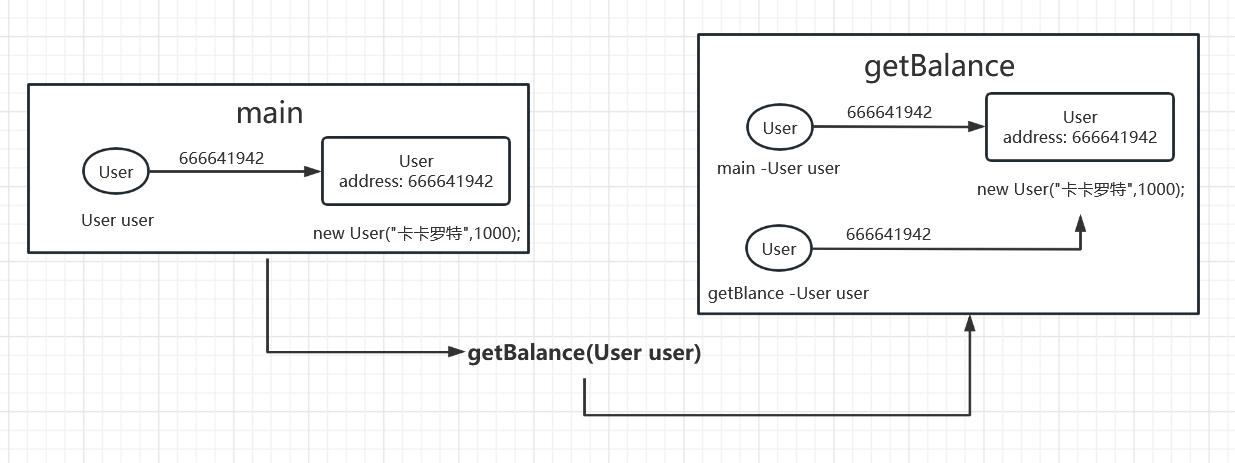 main
User
666641942
User
address: 666641942
User user
new User("卡卡罗特",1000);
getBalance(User user)
getBalance
User
666641942
User
address: 666641942
main -User user
new User("卡卡罗特",1000);
User
666641942
getBlance -User user